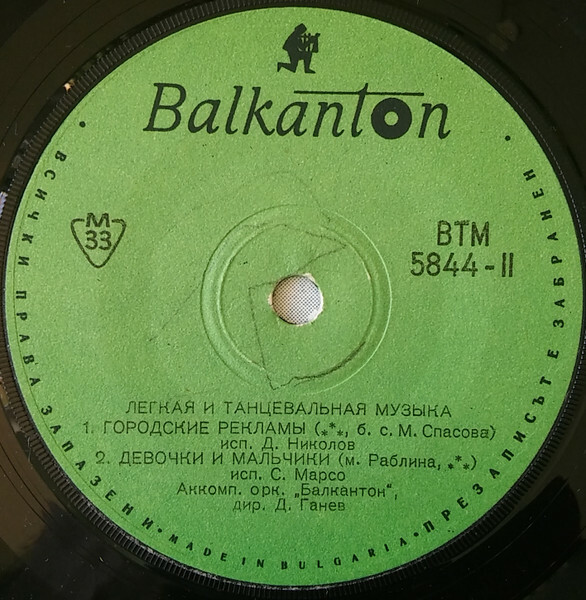 Balkanton
M
33
ВТМ
5844-II
ЛЕГКАЯ И ТАНЦЕВАЛЬНАЯ МУЗЫКА
1. ГОРОДСКИЕ РЕКЛАМЫ (***, б. с. М. Спасова)
исп. Д. Николов
2. ДЕВОЧКИ И МАЛЬЧИКИ (м. Раблина, ***)
исп. С. Марсо
Аккомп. орк. „Балкантон",
дир. Д. Ганев
• ВСИЧКИ ПРАВА ЗАПАЗЕНИ • MADE IN BULGARIA • ПРЕЗАПИСЪТ Е ЗАБРАНЕН •